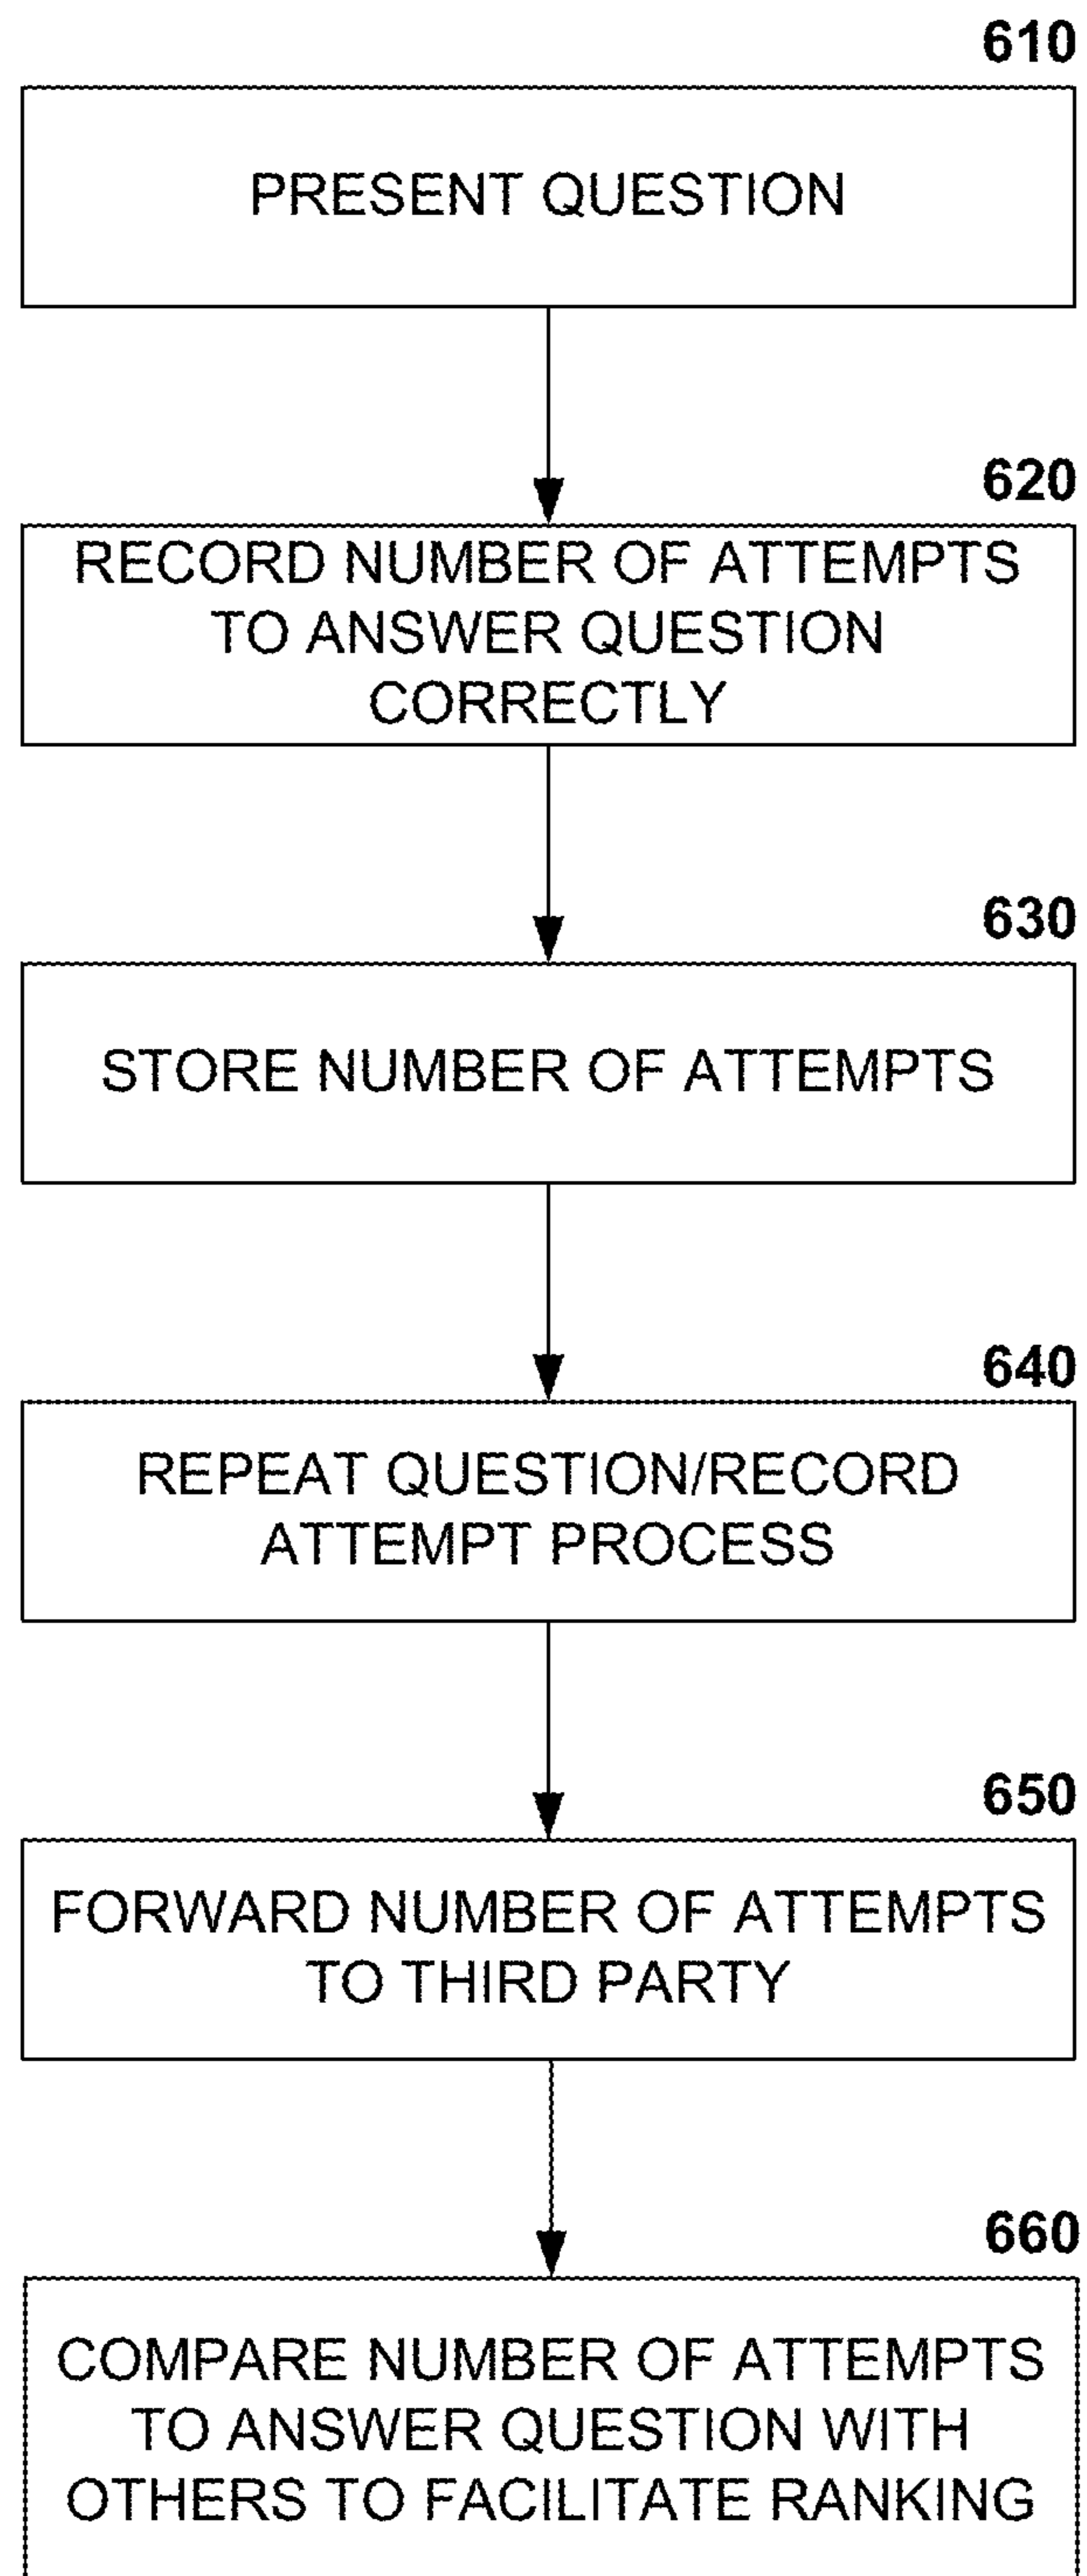 610
PRESENT QUESTION
620
RECORD NUMBER OF ATTEMPTS
TO ANSWER QUESTION
CORRECTLY
630
STORE NUMBER OF ATTEMPTS
640
REPEAT QUESTION/RECORD
ATTEMPT PROCESS
650
FORWARD NUMBER OF ATTEMPTS
TO THIRD PARTY
660
COMPARE NUMBER OF ATTEMPTS
TO ANSWER QUESTION WITH
OTHERS TO FACILITATE RANKING